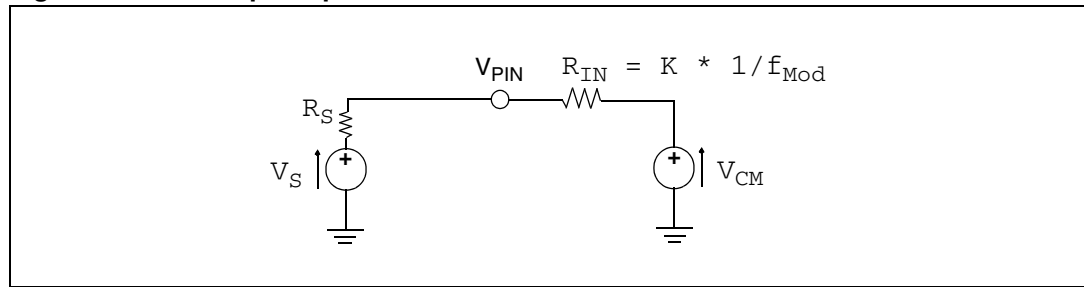 V_PIN R_IN = K * 1/f_Mod
R_S
+ +
V_S V_CM